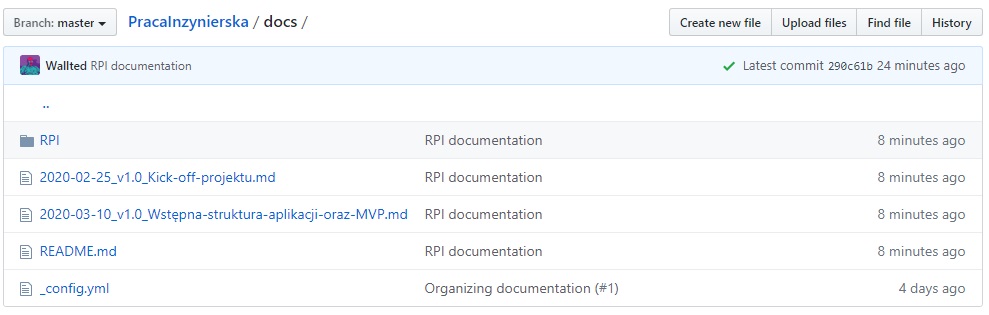 Branch: master PracaInzynierska / docs / Create new file Upload files Find file History
Wallted RPI documentation Latest commit 290c61b 24 minutes ago
..
RPI RPI documentation 8 minutes ago
2020-02-25_v1.0_Kick-off-projektu.md RPI documentation 8 minutes ago
2020-03-10_v1.0_Wstępna-struktura-aplikacji-oraz-MVP.md RPI documentation 8 minutes ago
README.md RPI documentation 8 minutes ago
_config.yml Organizing documentation (#1) 4 days ago